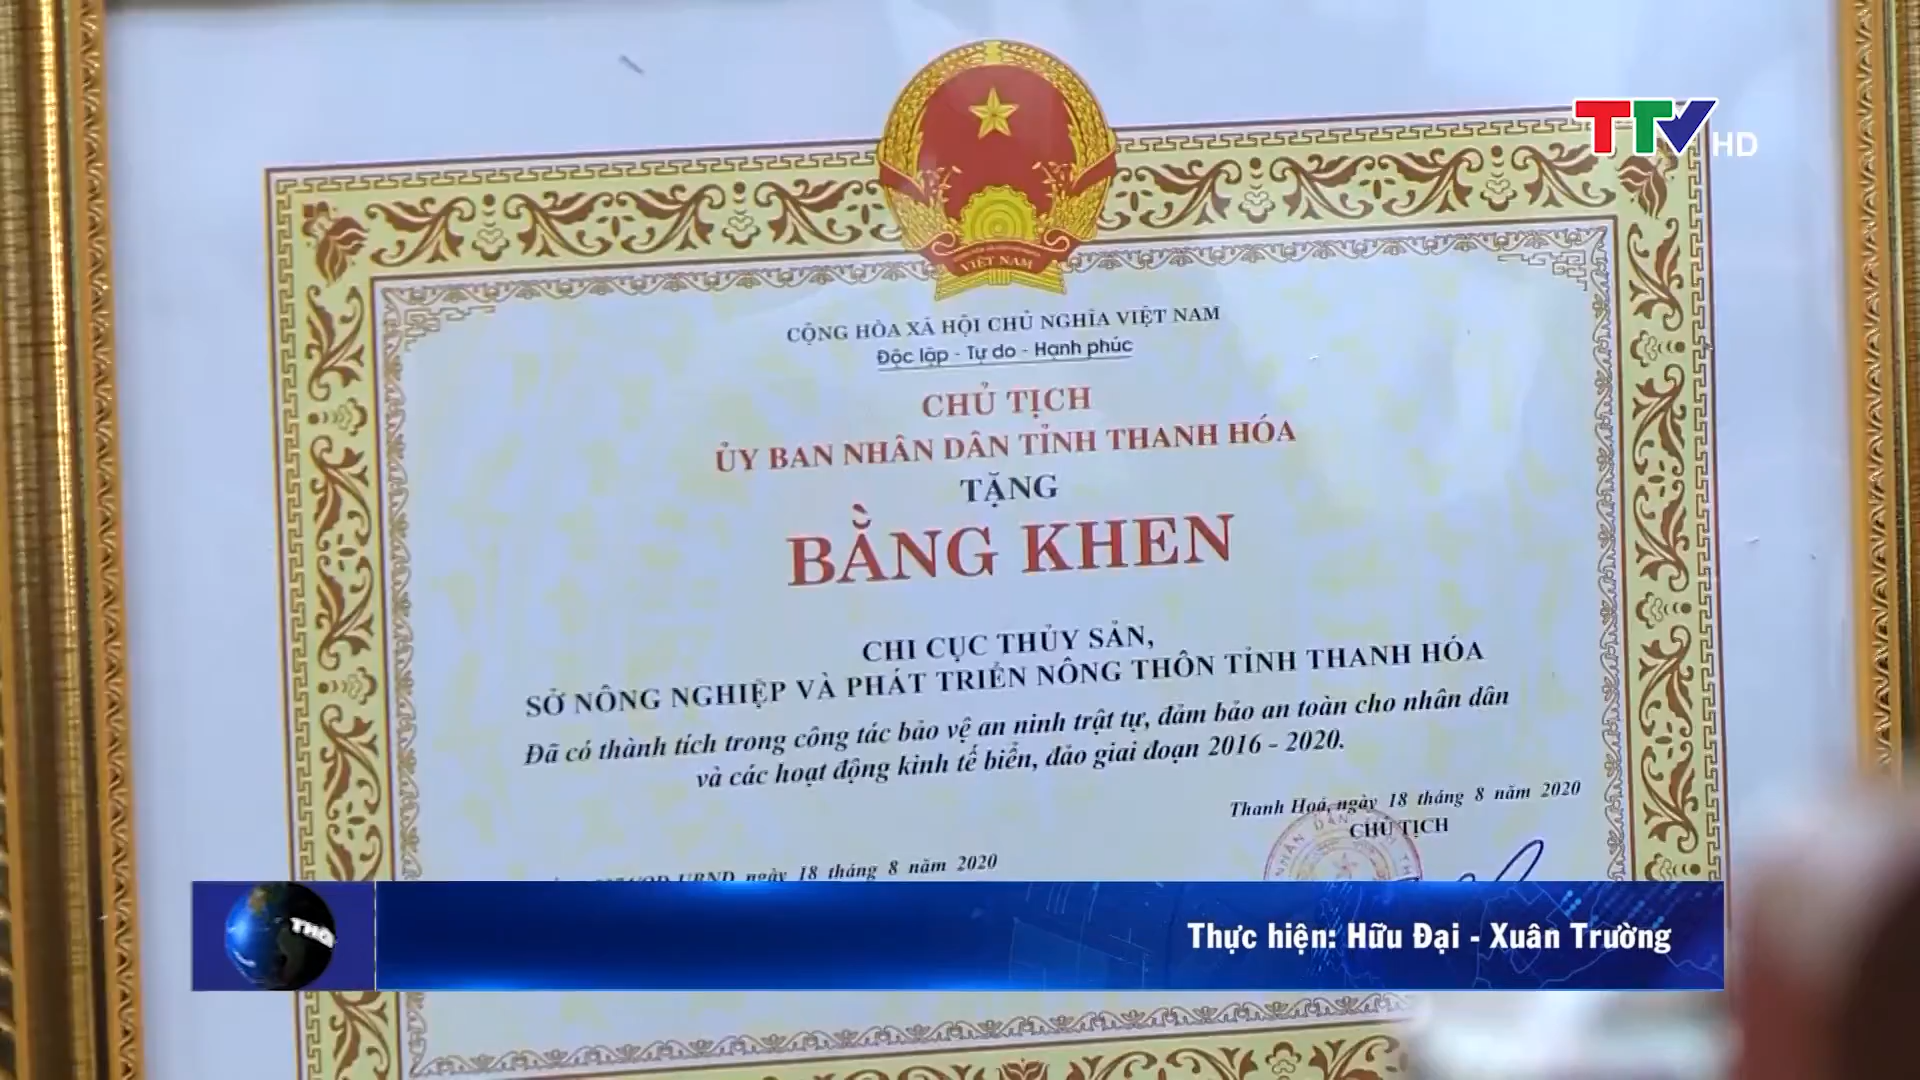 TTV HD
VIỆT NAM
CỘNG HÒA XÃ HỘI CHỦ NGHĨA VIỆT NAM
Độc lập - Tự do - Hạnh phúc
CHỦ TỊCH
ỦY BAN NHÂN DÂN TỈNH THANH HÓA
TẶNG
BẰNG KHEN
CHI CỤC THỦY SẢN,
SỞ NÔNG NGHIỆP VÀ PHÁT TRIỂN NÔNG THÔN TỈNH THANH HÓA
Đã có thành tích trong công tác bảo vệ an ninh trật tự, đảm bảo an toàn cho nhân dân
và các hoạt động kinh tế biển, đảo giai đoạn 2016 - 2020.
Thanh Hoá, ngày 18 tháng 8 năm 2020
CHỦ TỊCH
NHÂN DÂN
ngày 18 tháng 8 năm 2020
Thực hiện: Hữu Đại - Xuân Trường